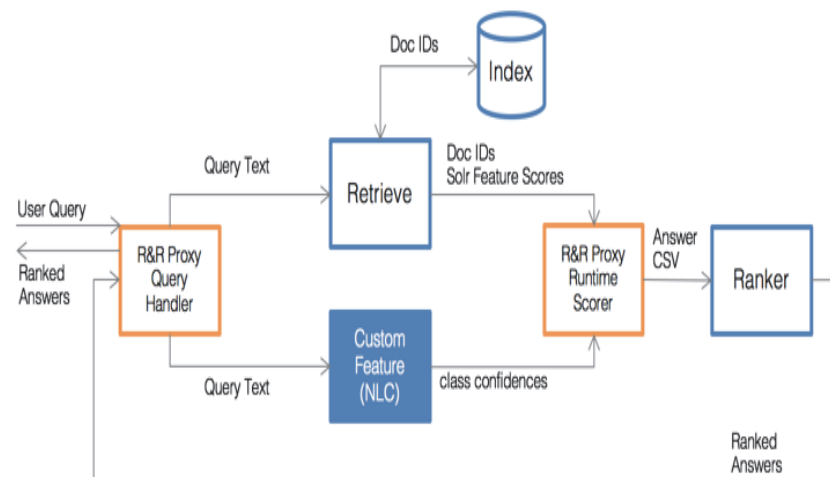 Doc IDs
Index
Query Text
Retrieve
Doc IDs
Solr Feature Scores
User Query
Ranked
Answers
R&R Proxy
Query
Handler
R&R Proxy
Runtime
Scorer
Answer
CSV
Ranker
Query Text
Custom
Feature
(NLC)
class confidences
Ranked
Answers